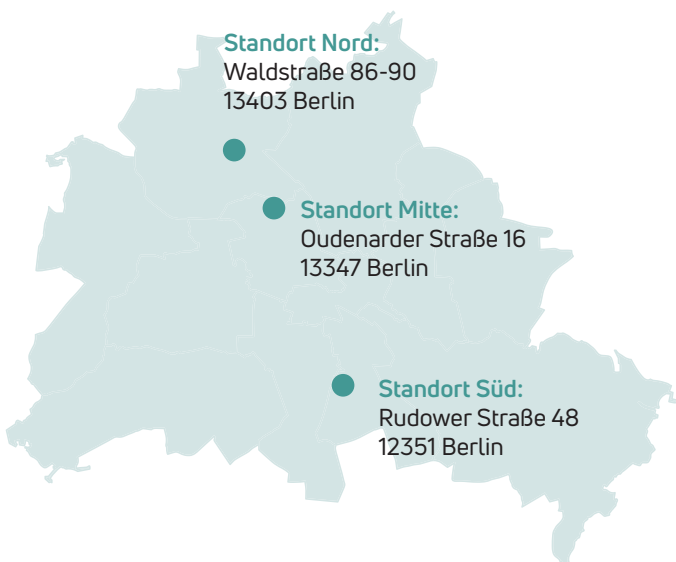 Standort Nord:
Waldstraße 86-90
13403 Berlin
Standort Mitte:
Oudenarder Straße 16
13347 Berlin
Standort Süd:
Rudower Straße 48
12351 Berlin